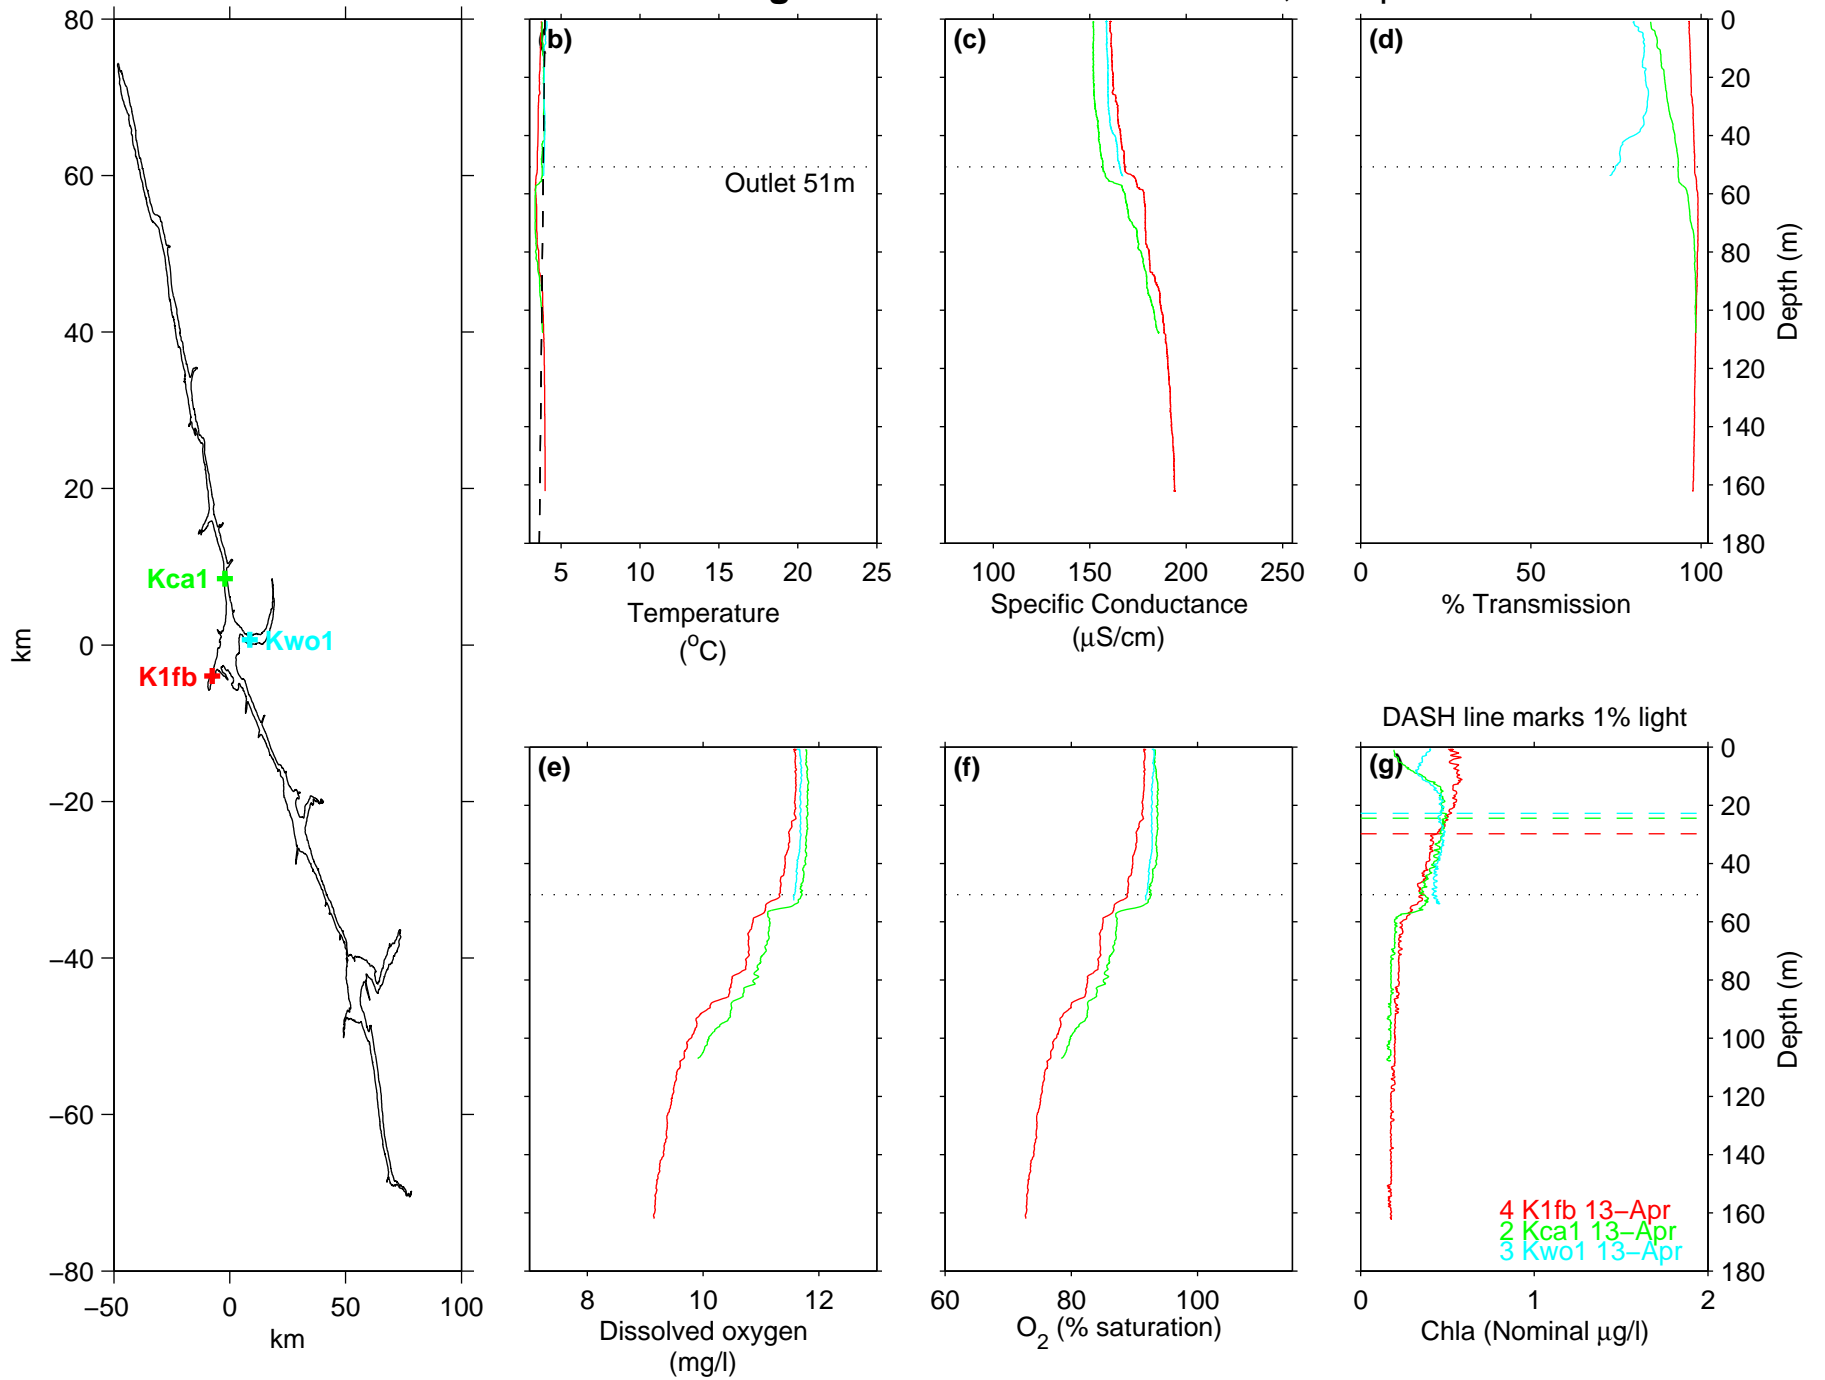 80
60
40
20
0
−20
−40
−60
−80
km
−50
0
50
100
km
Kca1
Kwo1
K1fb
b)
Outlet 51m
5
10
15
20
25
Temperature
(°C)
(c)
100
150
200
250
Specific Conductance
(μS/cm)
(d)
0
50
100
% Transmission
0
20
40
60
80
100
120
140
160
180
Depth (m)
(e)
8
10
12
Dissolved oxygen
(mg/l)
(f)
60
80
100
O2 (% saturation)
DASH line marks 1% light
(g)
4 K1fb 13−Apr
2 Kca1 13−Apr
3 Kwo1 13−Apr
0
1
2
Chla (Nominal μg/l)
0
20
40
60
80
100
120
140
160
180
Depth (m)